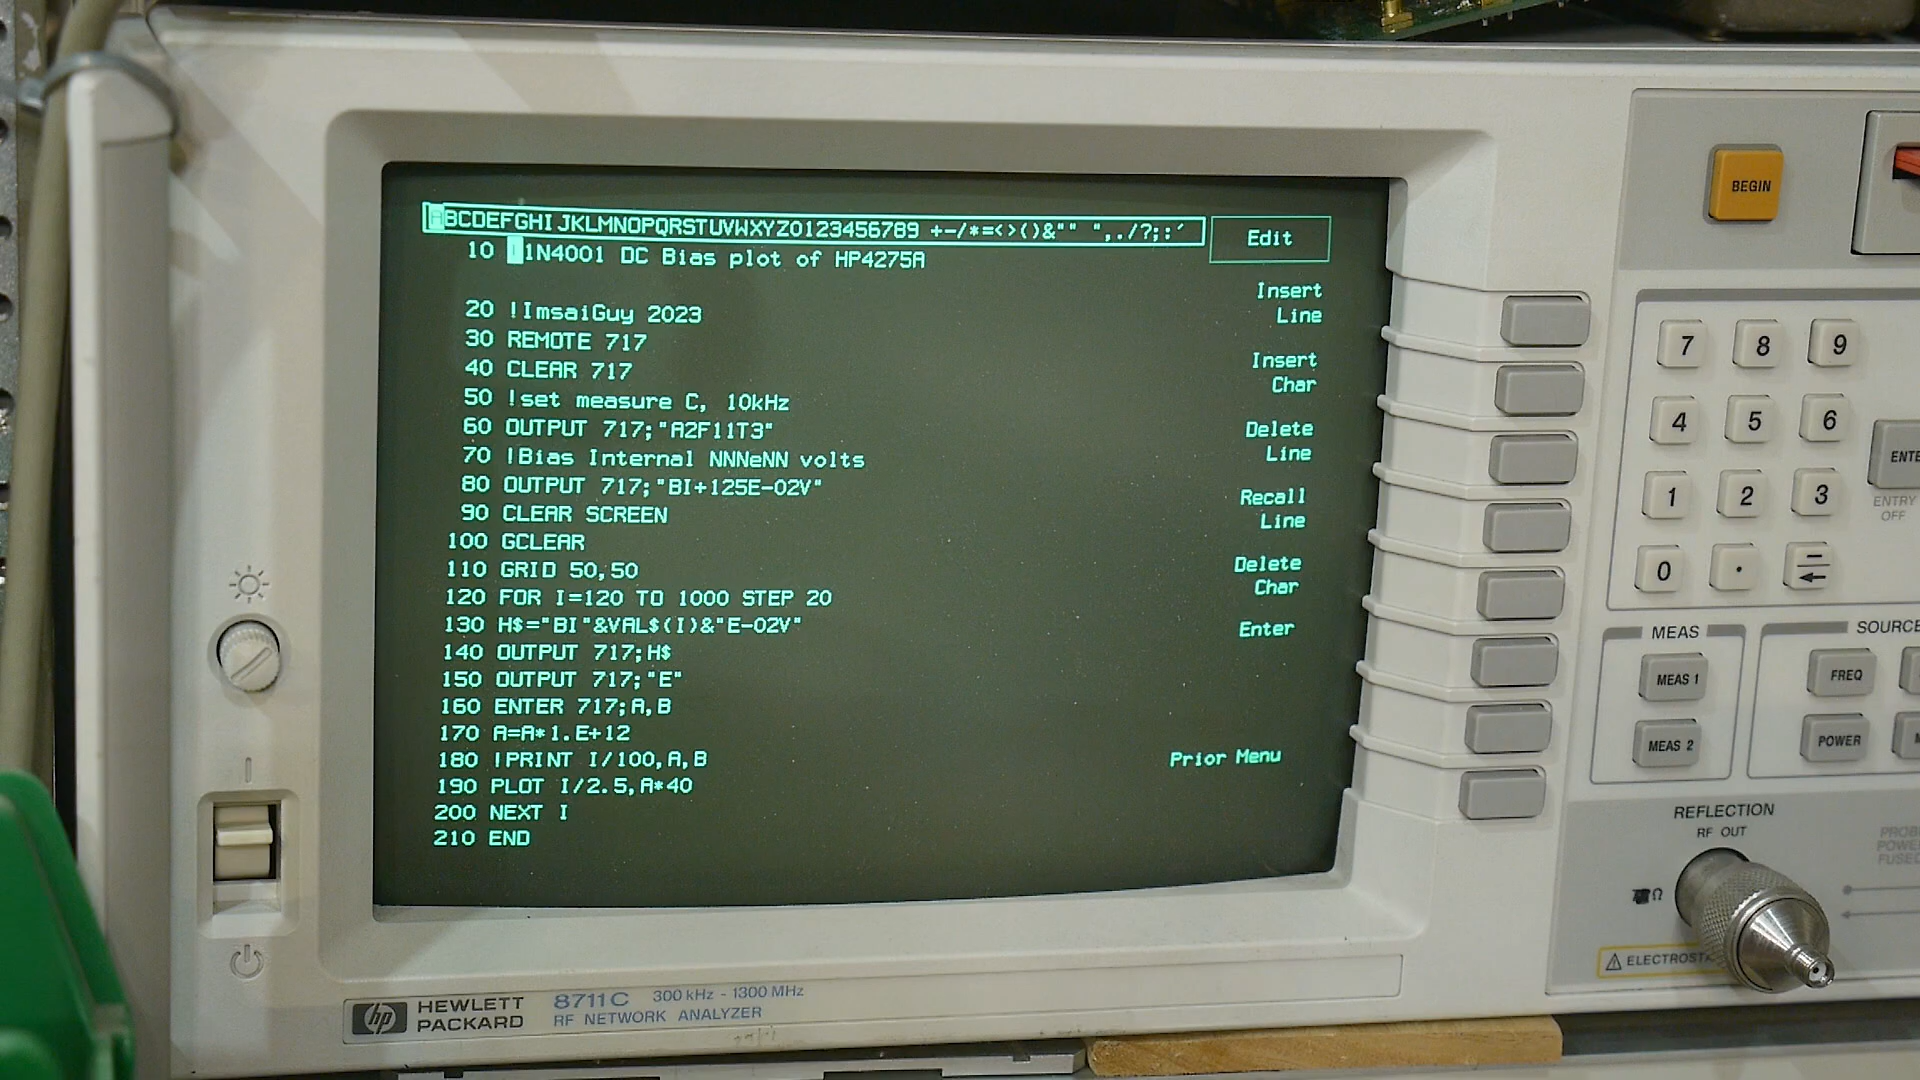 ABCDEFGHIJKLMNOPQRSTUVWXYZ0123456789 +-/*=<>()&"" ",./?;:'
10 1N4001 DC Bias plot of HP4275A
20 !ImsaiGuy 2023
30 REMOTE 717
40 CLEAR 717
50 !set measure C, 10kHz
60 OUTPUT 717;"A2F11T3"
70 !Bias Internal NNNeNN volts
80 OUTPUT 717;"BI+125E-02V"
90 CLEAR SCREEN
100 GCLEAR
110 GRID 50,50
120 FOR I=120 TO 1000 STEP 20
130 H$="BI"&VAL$(I)&"E-02V"
140 OUTPUT 717;H$
150 OUTPUT 717;"E"
160 ENTER 717;A,B
170 A=A*1.E+12
180 !PRINT I/100,A,B
190 PLOT I/2.5,A*40
200 NEXT I
210 END
Edit
Insert
Line
Insert
Char
Delete
Line
Recall
Line
Delete
Char
Enter
Prior Menu
BEGIN
7 8 9
4 5 6
1 2 3
0 . -
ENTRY
OFF
MEAS
MEAS 1
MEAS 2
FREQ
POWER
REFLECTION
RF OUT
Ω
hp HEWLETT
PACKARD
8711C 300 kHz - 1300 MHz
RF NETWORK ANALYZER